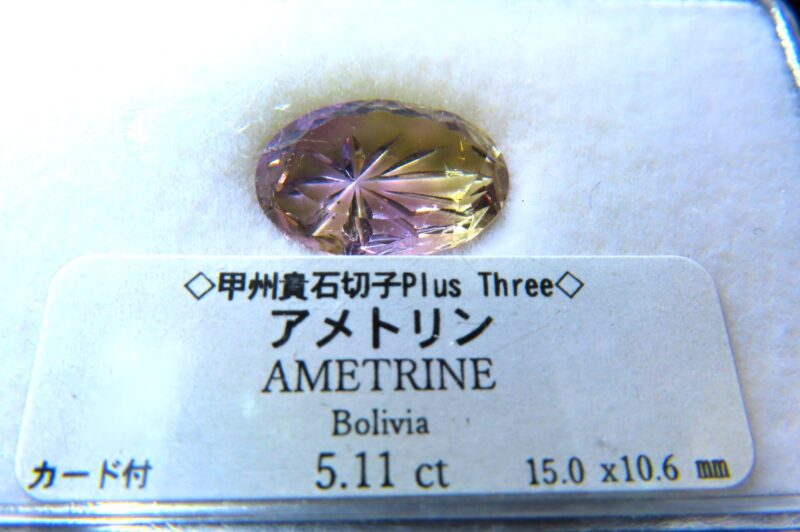 ◇甲州貴石切子Plus Three◇
アメトリン
AMETRINE
Bolivia
カード付 5.11 ct 15.0 x10.6 ㎜